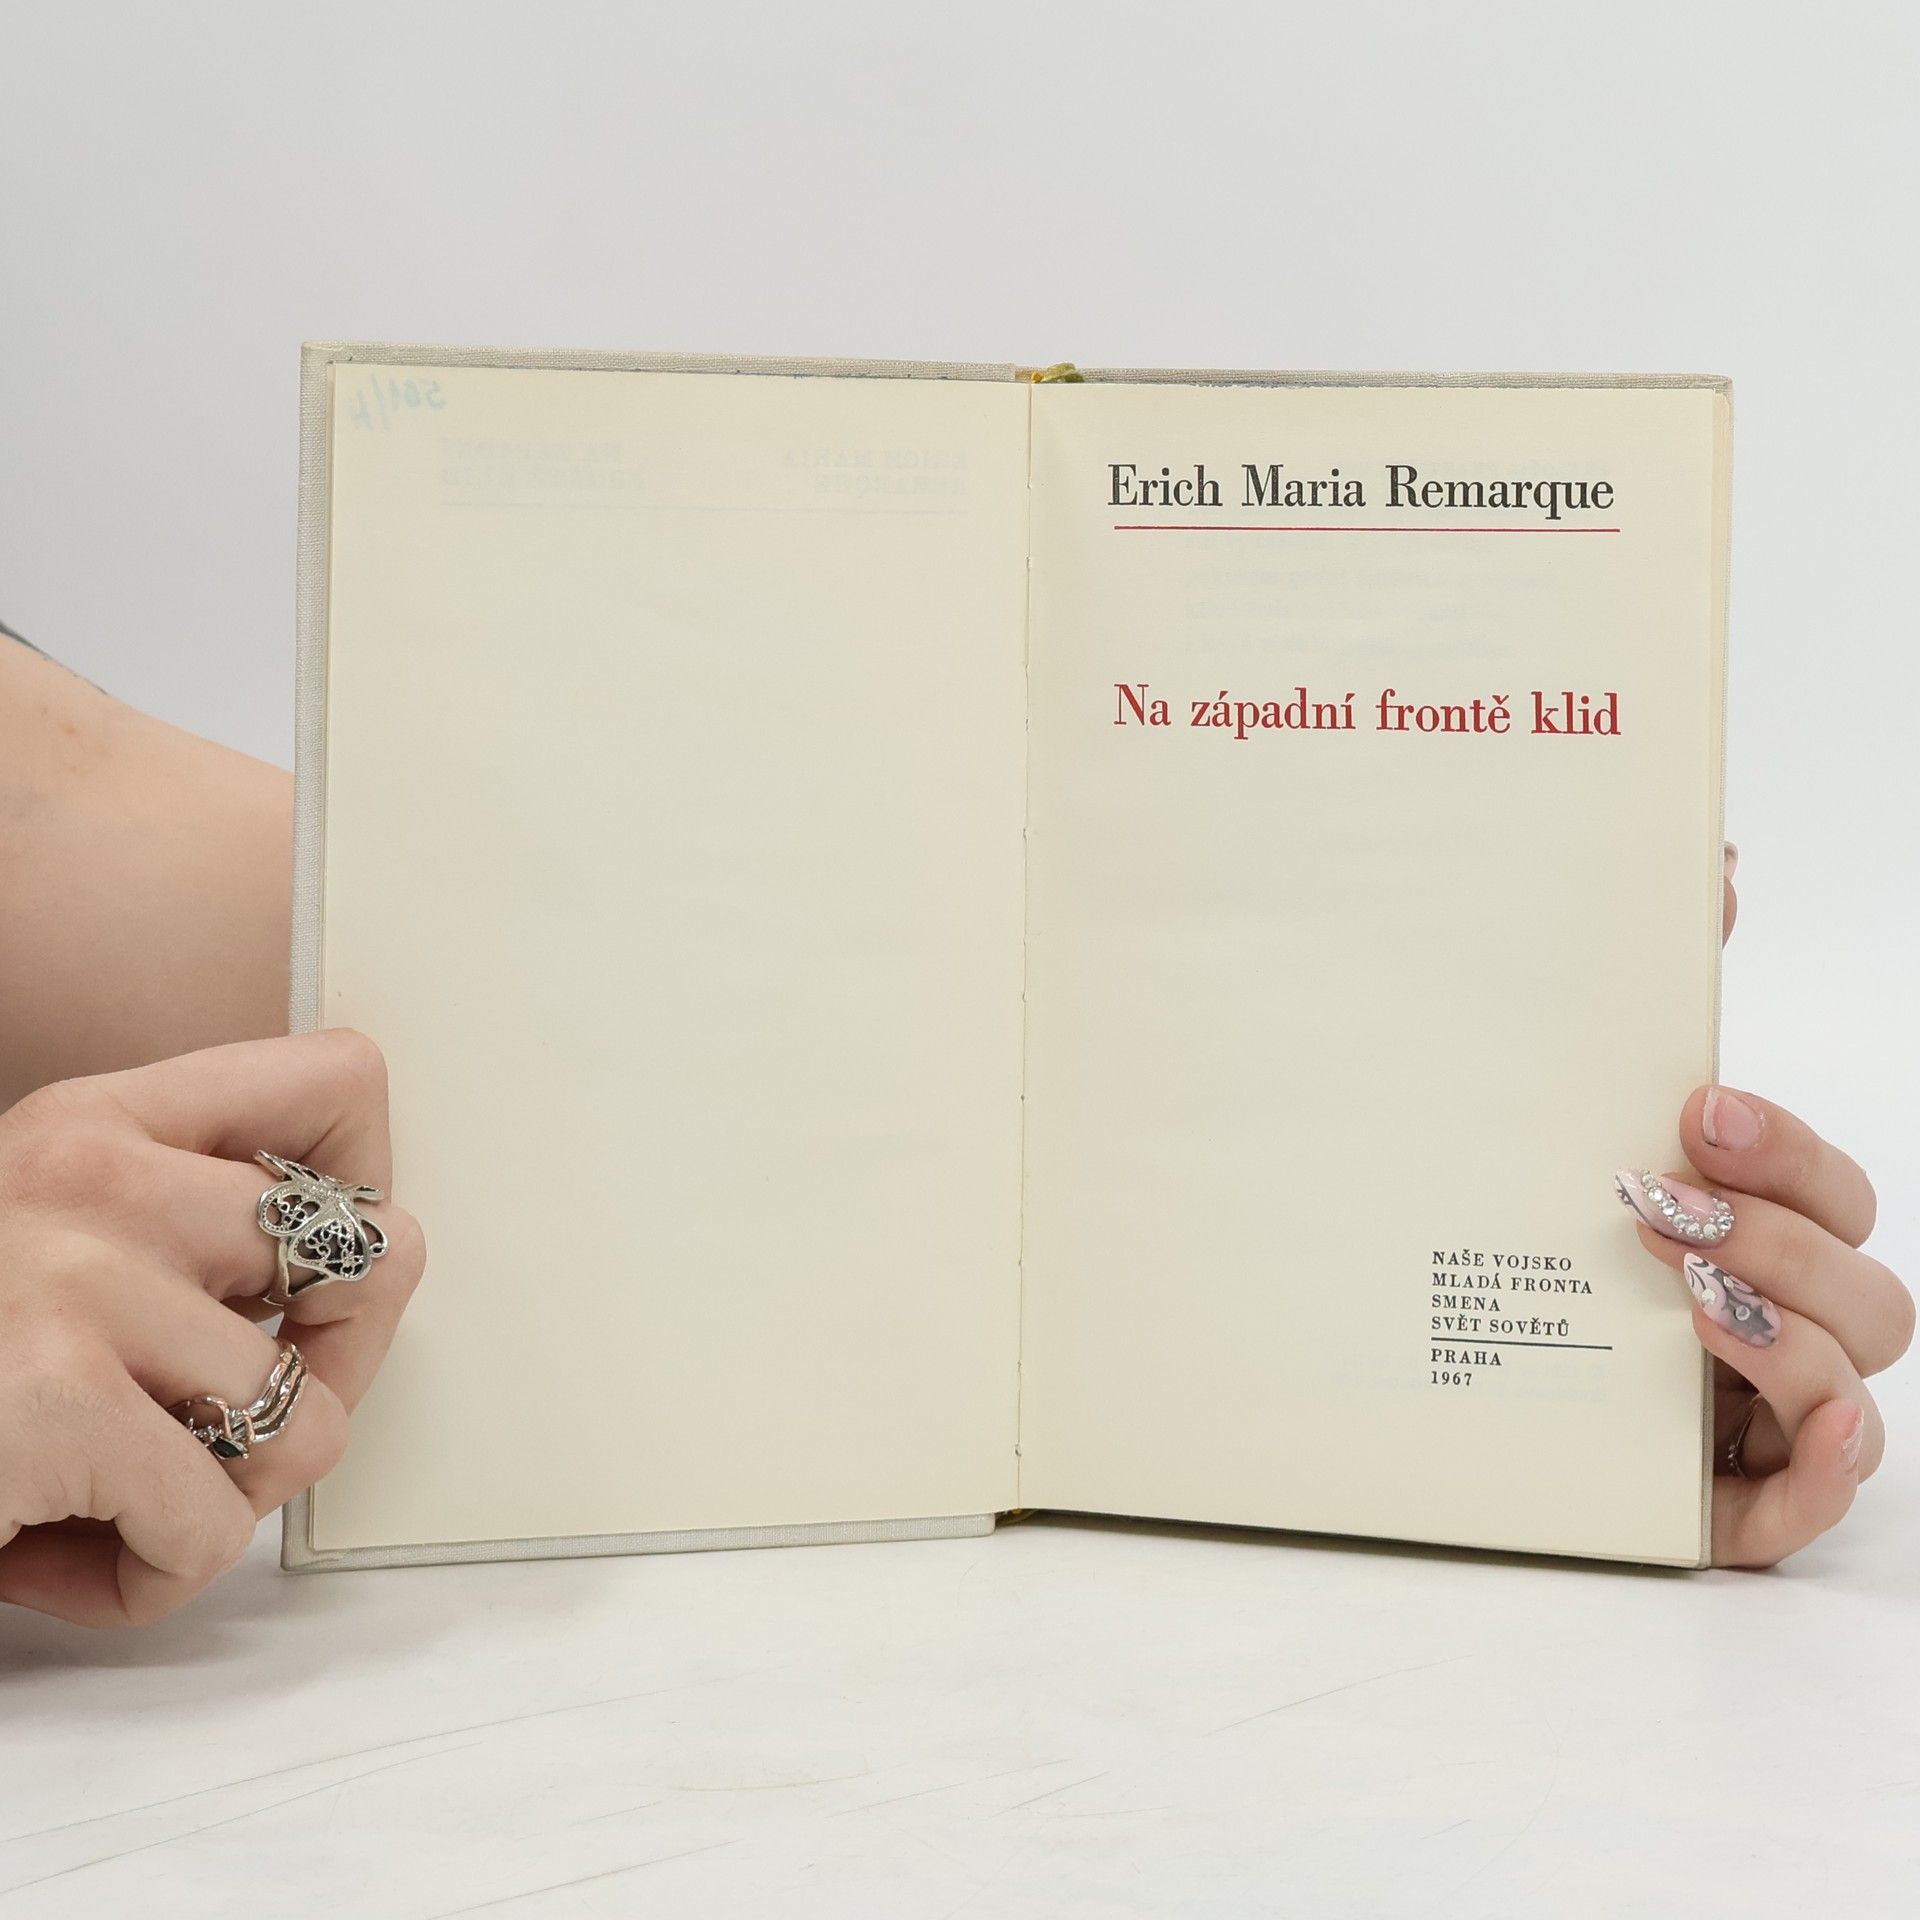 Erich Maria Remarque
Na západní frontě klid
NAŠE VOJSKO
MLADÁ FRONTA
SMENA
SVĚT SOVĚTŮ
PRAHA
1967